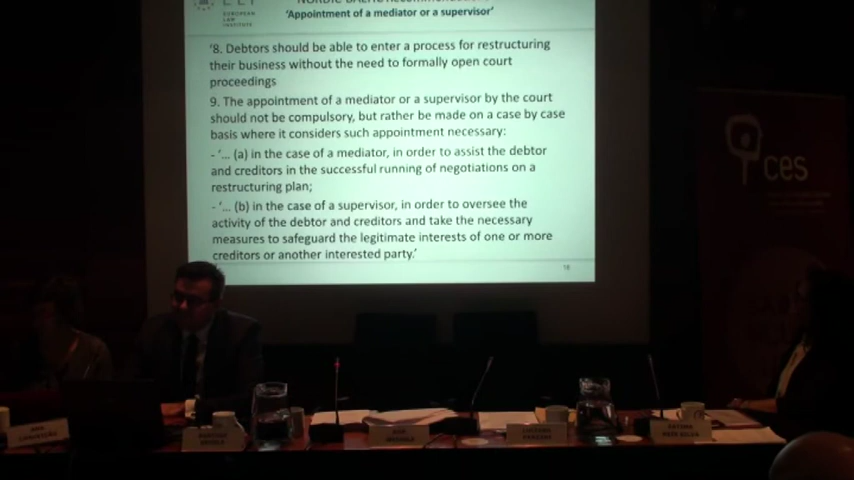 EUROPEAN
LAW
INSTITUTE
'Appointment of a mediator or a supervisor'
'8. Debtors should be able to enter a process for restructuring
their business without the need to formally open court
proceedings
9. The appointment of a mediator or a supervisor by the court
should not be compulsory, but rather be made on a case by case
basis where it considers such appointment necessary:
- '... (a) in the case of a mediator, in order to assist the debtor
and creditors in the successful running of negotiations on a
restructuring plan;
- '... (b) in the case of a supervisor, in order to oversee the
activity of the debtor and creditors and take the necessary
measures to safeguard the legitimate interests of one or more
creditors or another interested party.'
18
ces